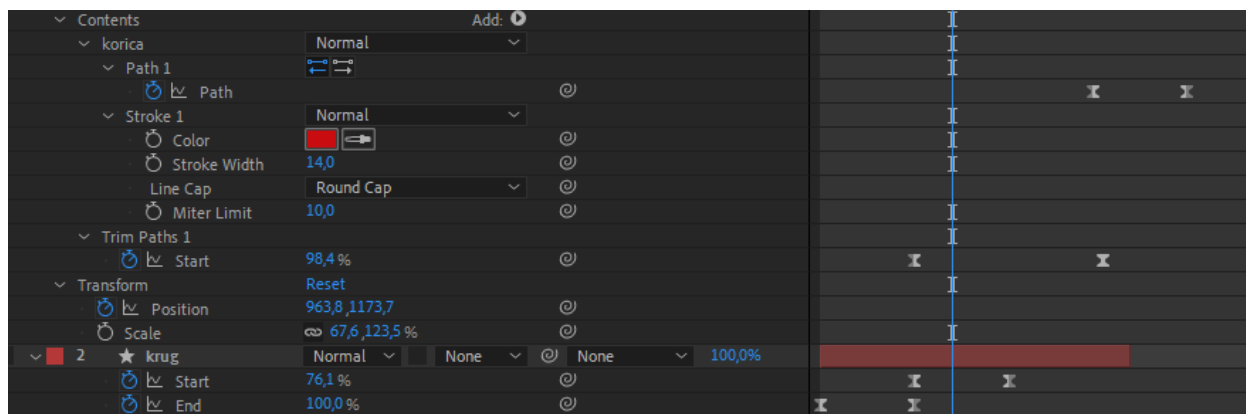 Contents Add:
korica Normal
Path 1
Path
Stroke 1 Normal
Color
Stroke Width 14,0
Line Cap Round Cap
Miter Limit 10,0
Trim Paths 1
Start 98,4 %
Transform Reset
Position 963,8 ,1173,7
Scale 67,6 ,123,5 %
2 krug Normal None None 100,0%
Start 76,1 %
End 100,0 %